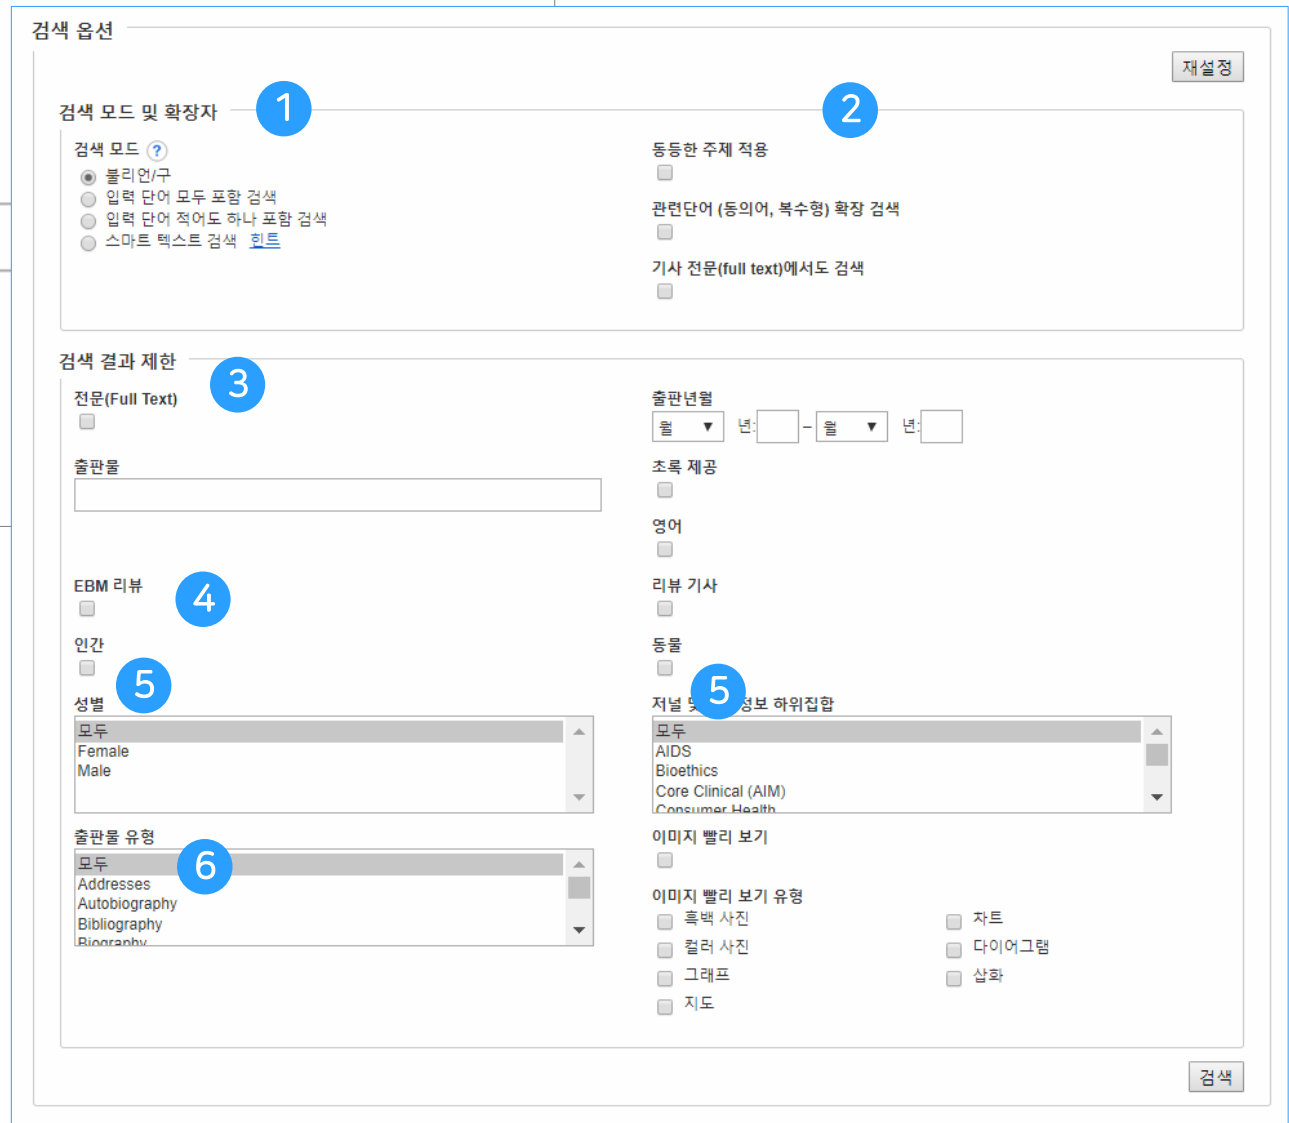 검색 옵션
재설정
검색 모드 및 확장자
1
2
검색 모드 ?
불리언/구
입력 단어 모두 포함 검색
입력 단어 적어도 하나 포함 검색
스마트 텍스트 검색 힌트
동등한 주제 적용
관련단어 (동의어, 복수형) 확장 검색
기사 전문(full text)에서도 검색
검색 결과 제한
3
전문(Full Text)
출판년월
월 ▼ 년: – 월 ▼ 년:
출판물
초록 제공
영어
EBM 리뷰
4
리뷰 기사
인간
동물
5
5
성별
모두
Female
Male
저널 정보 하위집합
모두
AIDS
Bioethics
Core Clinical (AIM)
Consumer Health
출판물 유형
6
모두
Addresses
Autobiography
Bibliography
Biography
이미지 빨리 보기
이미지 빨리 보기 유형
흑백 사진
차트
컬러 사진
다이어그램
그래프
삽화
지도
검색